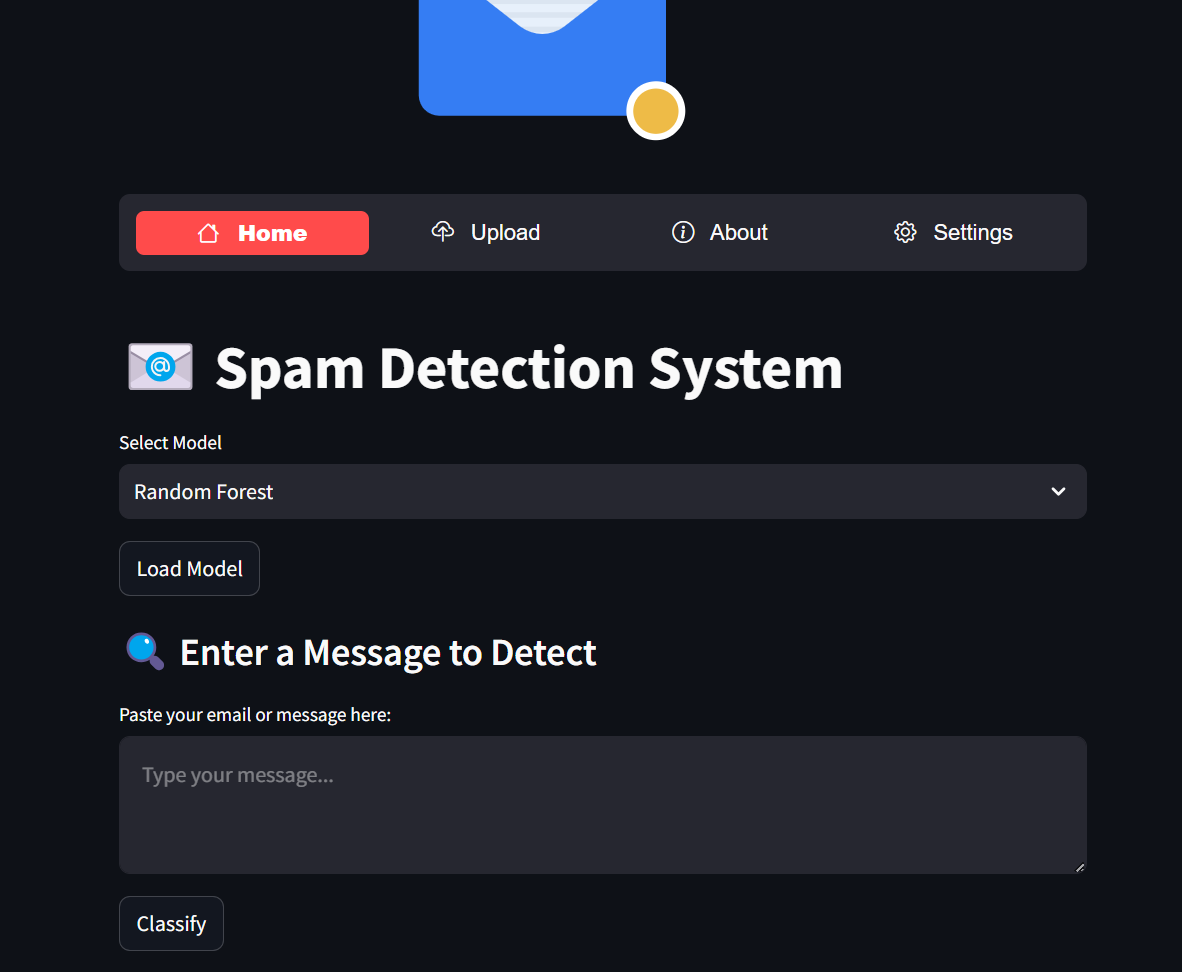 Home Upload About Settings
Spam Detection System
Select Model
Random Forest
Load Model
Enter a Message to Detect
Paste your email or message here:
Type your message...
Classify